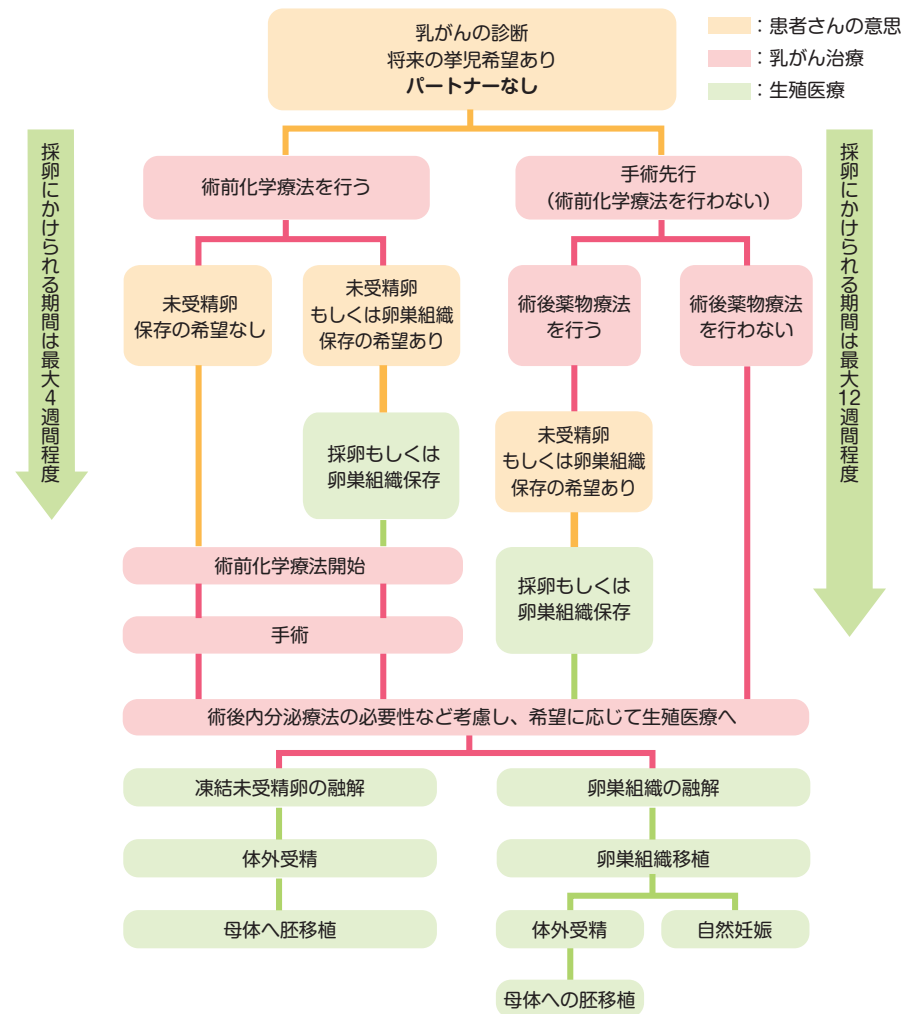 乳がんの診断
将来の挙児希望あり
パートナーなし
：患者さんの意思
：乳がん治療
：生殖医療
採卵にかけられる期間は最大4週間程度
採卵にかけられる期間は最大12週間程度
術前化学療法を行う
手術先行
（術前化学療法を行わない）
未受精卵
保存の希望なし
未受精卵
もしくは卵巣組織
保存の希望あり
術後薬物療法
を行う
術後薬物療法
を行わない
採卵もしくは
卵巣組織保存
未受精卵
もしくは卵巣組織
保存の希望あり
術前化学療法開始
採卵もしくは
卵巣組織保存
手術
術後内分泌療法の必要性など考慮し、希望に応じて生殖医療へ
凍結未受精卵の融解
卵巣組織の融解
体外受精
卵巣組織移植
母体へ胚移植
体外受精
自然妊娠
母体への胚移植